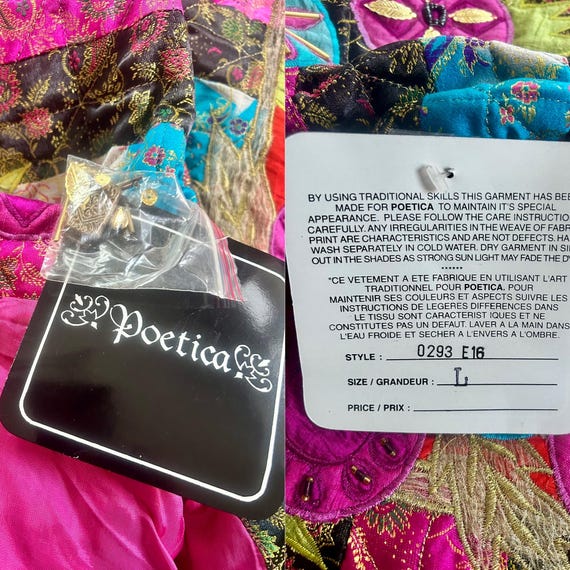 Poetica
BY USING TRADITIONAL SKILLS THIS GARMENT HAS BEE
MADE FOR POETICA TO MAINTAIN IT'S SPECIAL
APPEARANCE. PLEASE FOLLOW THE CARE INSTRUCTIO
CAREFULLY. ANY IRREGULARITIES IN THE WEAVE OF FABR
PRINT ARE CHARACTERISTICS AND ARE NOT DEFECTS. HA
WASH SEPARATELY IN COLD WATER. DRY GARMENT IN SI
OUT IN THE SHADES AS STRONG SUN LIGHT MAY FADE THE D
******
"CE VETEMENT A ETE FABRIQUE EN UTILISANT L'ART
TRADITIONNEL POUR POETICA. POUR
MAINTENIR SES COULEURS ET ASPECTS SUIVRE LES
INSTRUCTIONS DE LEGERES DIFFERENCES DANS
LE TISSU SONT CARACTERIST IQUES ET NE
CONSTITUTES PAS UN DEFAUT. LAVER A LA MAIN DANS
L'EAU FROIDE ET SECHER A L'ENVERS A L'OMBRE.
STYLE : 0293 E16
SIZE / GRANDEUR : L
PRICE / PRIX :